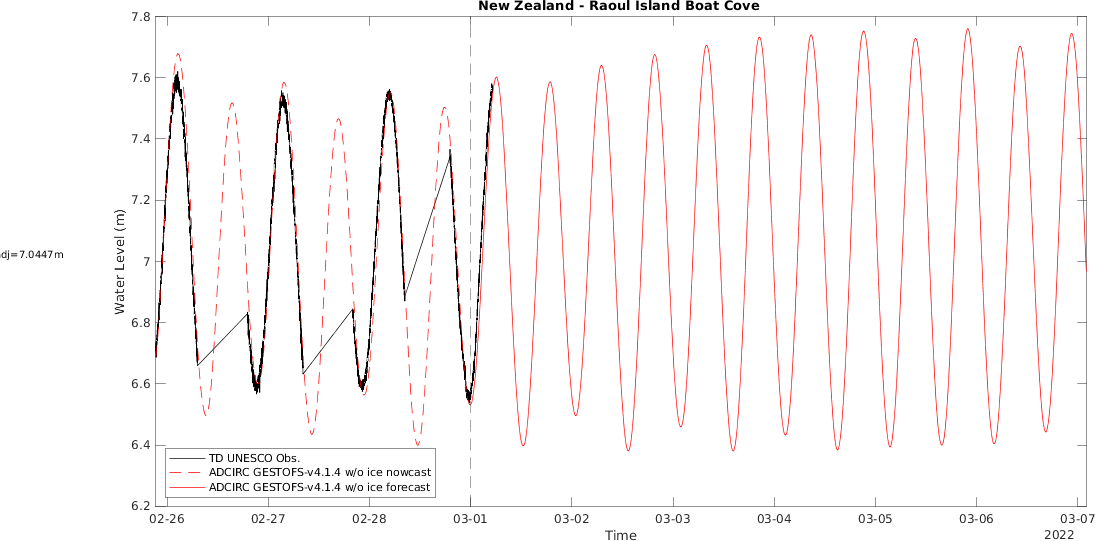 New Zealand - Raoul Island Boat Cove
7.8
7.6
7.4
7.2
7
6.8
6.6
6.4
6.2
Water Level (m)
dj=7.0447m
TD UNESCO Obs.
ADCIRC GESTOFS-v4.1.4 w/o ice nowcast
ADCIRC GESTOFS-v4.1.4 w/o ice forecast
02-26 02-27 02-28 03-01 03-02 03-03 03-04 03-05 03-06 03-07
Time
2022